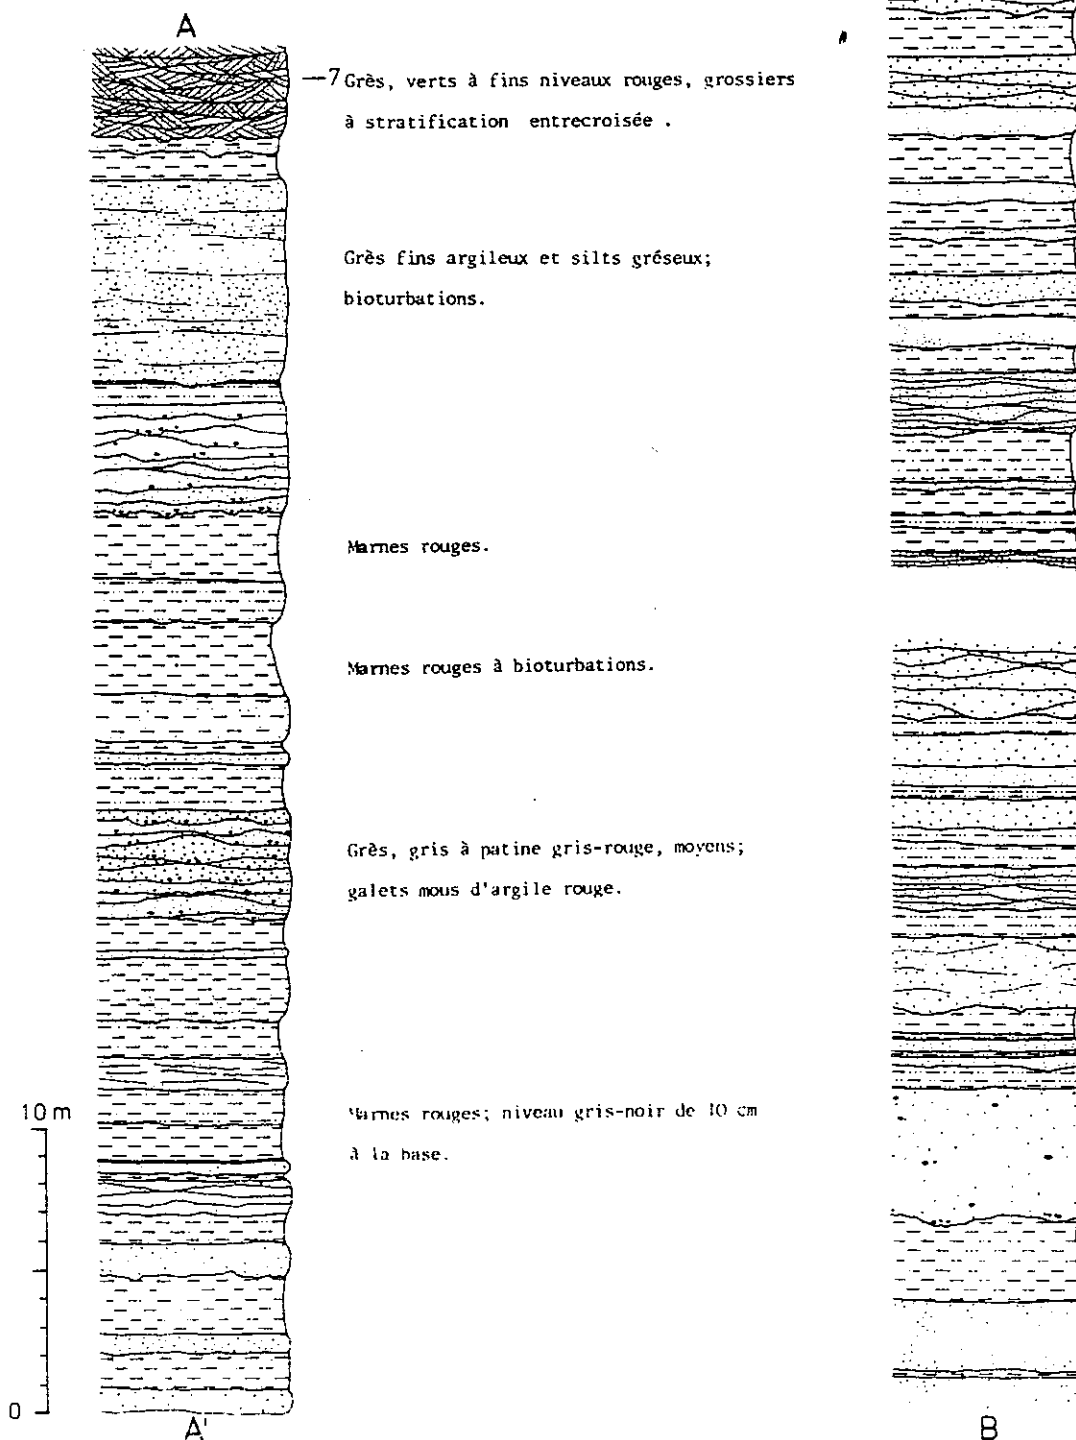 A
—7 Grès, verts à fins niveaux rouges, grossiers
à stratification entrecroisée .
Grès fins argileux et silts gréseux;
bioturbations.
Marnes rouges.
Marnes rouges à bioturbations.
Grès, gris à patine gris-rouge, moyens;
galets mous d'argile rouge.
10 m
Marnes rouges; niveau gris-noir de 10 cm
à la base.
0
A'
B